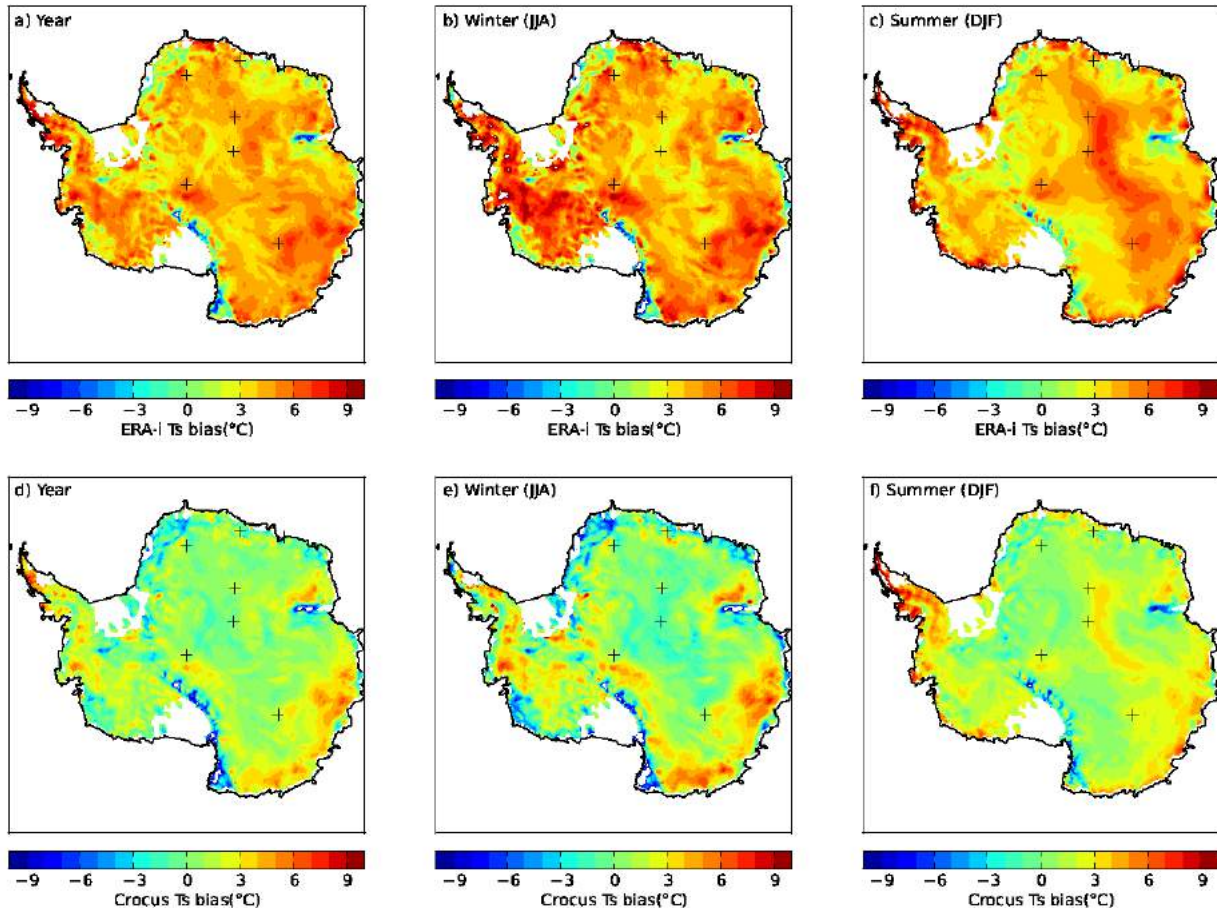 a) Year
b) Winter (JJA)
c) Summer (DJF)
−9 −6 −3 0 3 6 9
ERA-i Ts bias(°C)
−9 −6 −3 0 3 6 9
ERA-i Ts bias(°C)
−9 −6 −3 0 3 6 9
ERA-i Ts bias(°C)
d) Year
e) Winter (JJA)
f) Summer (DJF)
−9 −6 −3 0 3 6 9
Crocus Ts bias(°C)
−9 −6 −3 0 3 6 9
Crocus Ts bias(°C)
−9 −6 −3 0 3 6 9
Crocus Ts bias(°C)